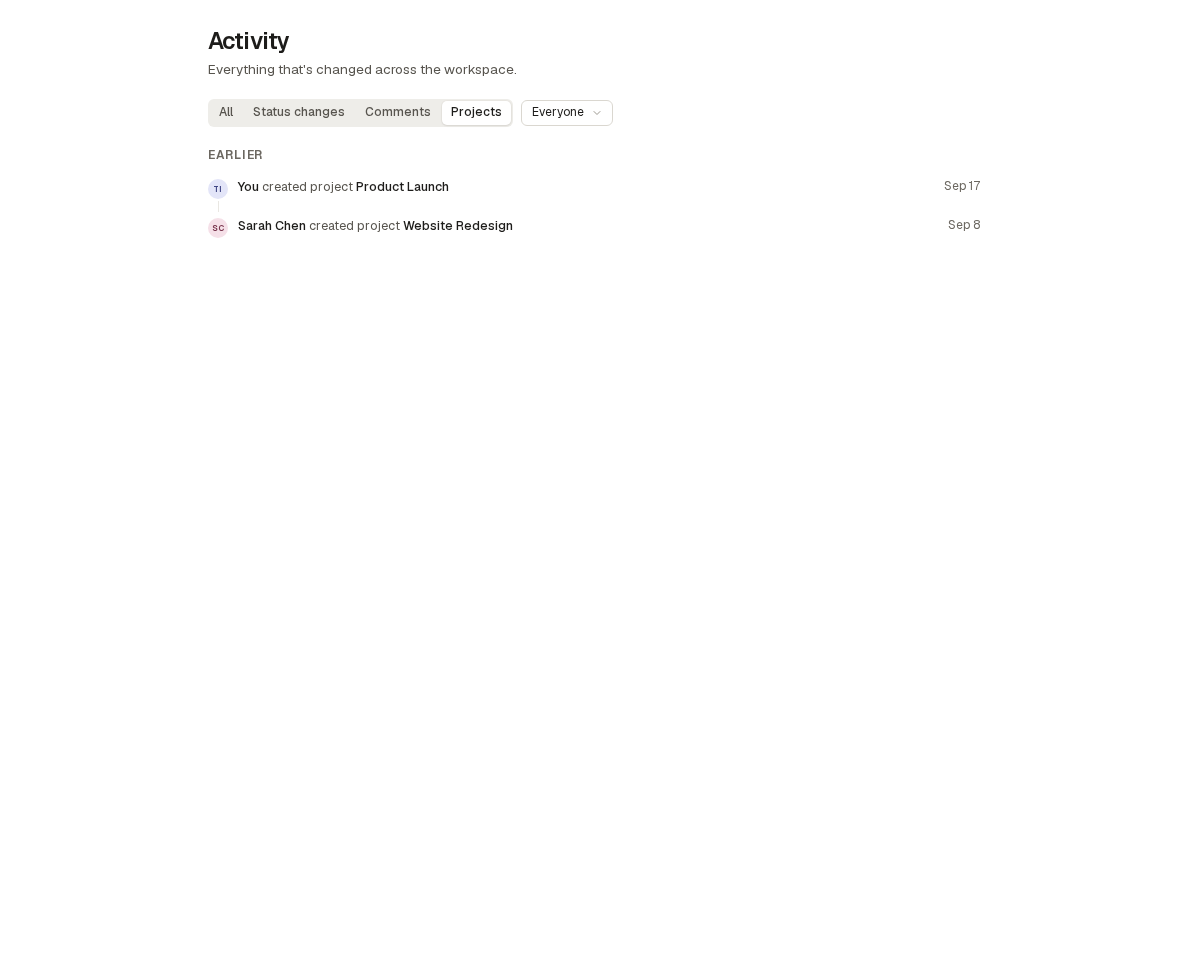 Activity
Everything that's changed across the workspace.
All Status changes Comments Projects Everyone
EARLIER
TI You created project Product Launch Sep 17
SC Sarah Chen created project Website Redesign Sep 8